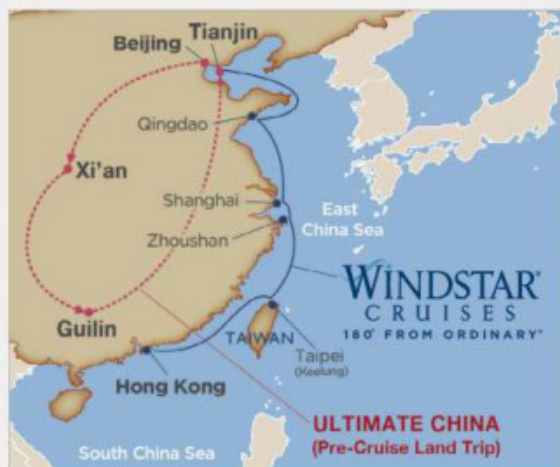 Tianjin
Beijing
Qingdao
Xi'an
Shanghai
East
China Sea
Zhoushan
WINDSTAR®
CRUISES
180° FROM ORDINARY®
Guilin
TAIWAN
Taipei
(Keelung)
Hong Kong
ULTIMATE CHINA
(Pre-Cruise Land Trip)
South China Sea